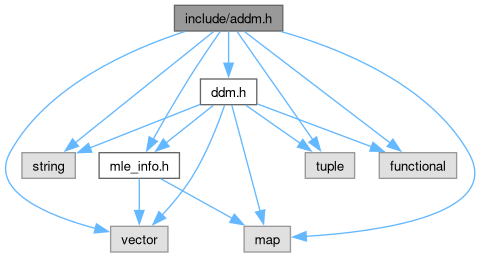 include/addm.h
ddm.h
string
mle_info.h
tuple
functional
vector
map